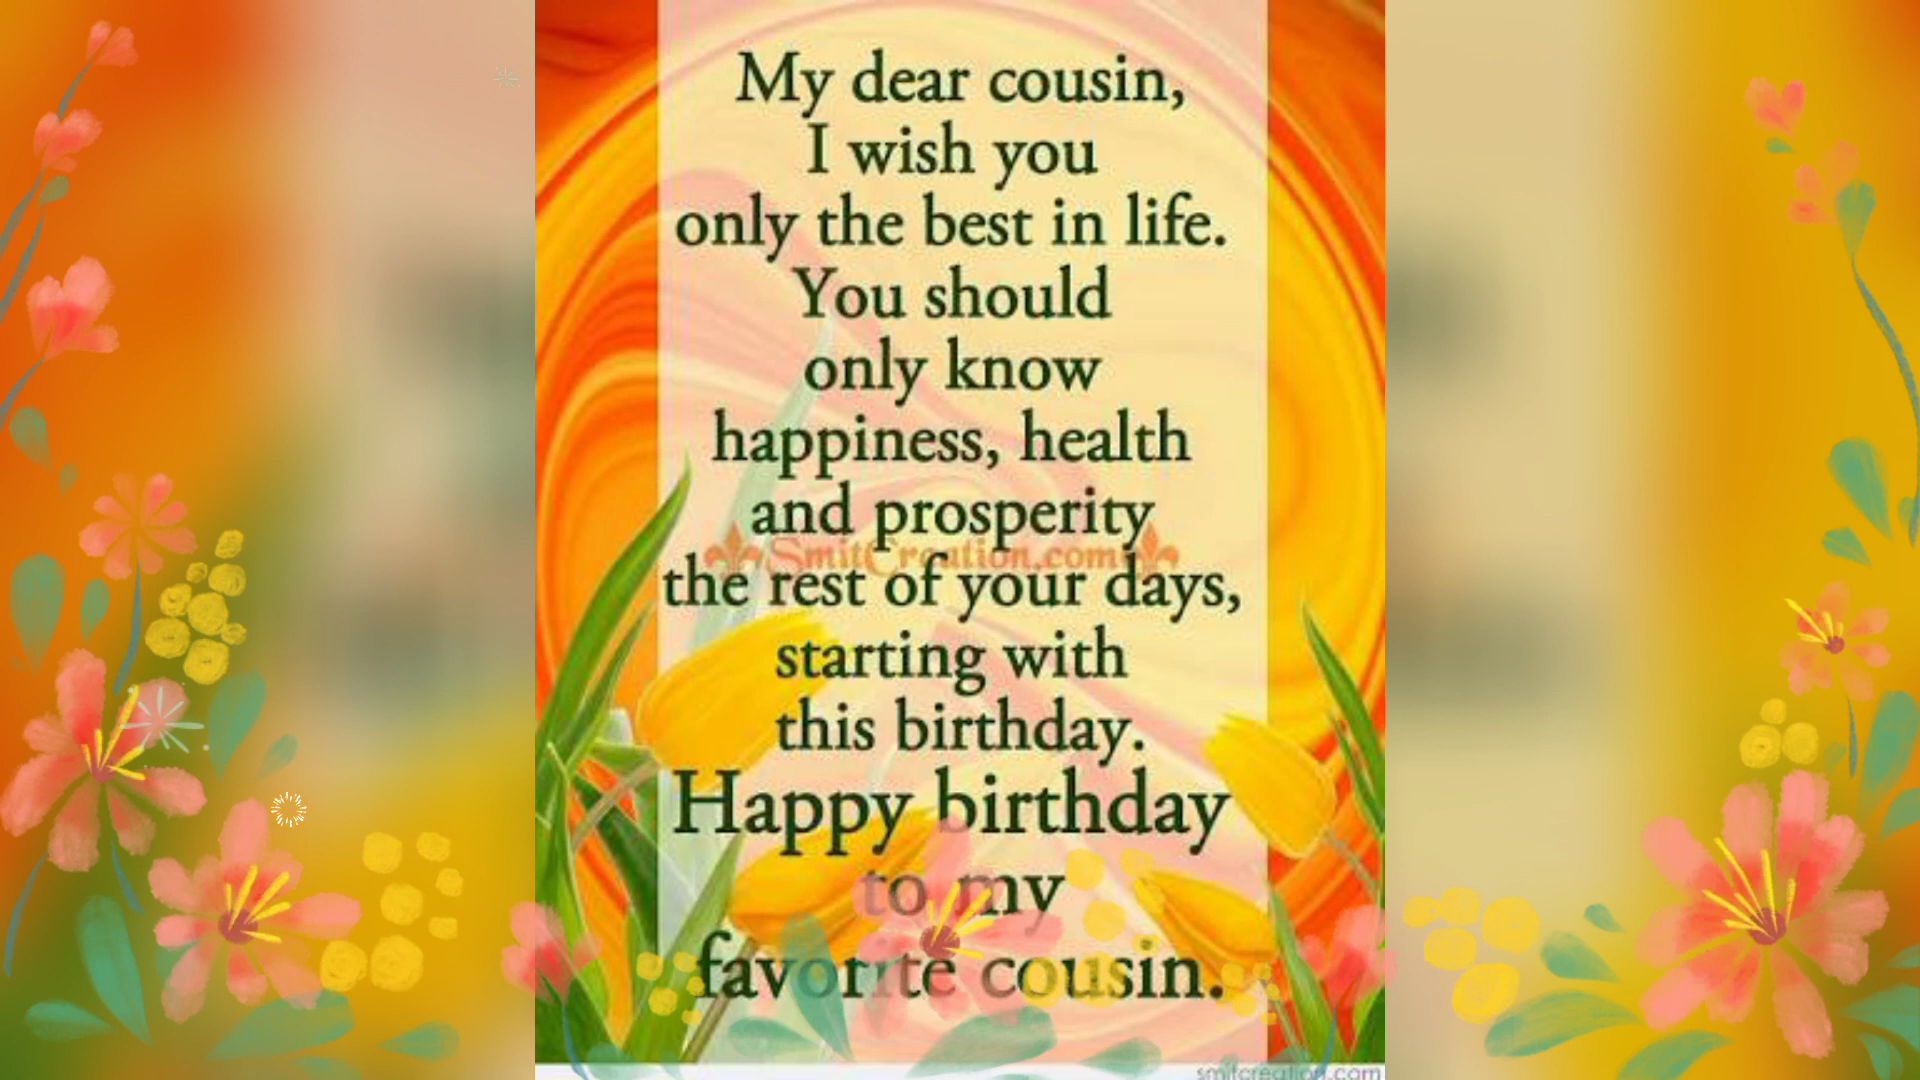 My dear cousin,
I wish you
only the best in life.
You should
only know
happiness, health
and prosperity
SmitCreation.com
the rest of your days,
starting with
this birthday.
Happy birthday
to my
favorite cousin.
smitcreation.com